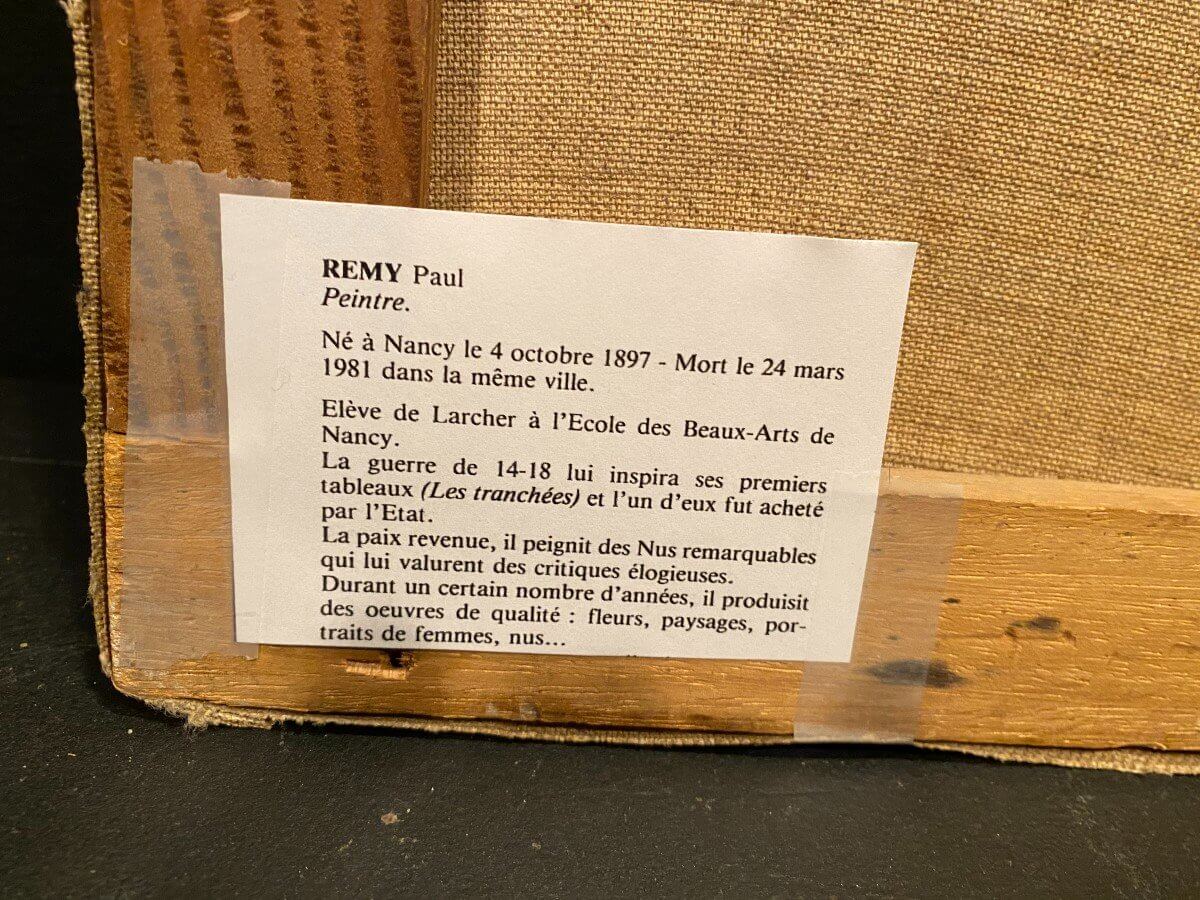 REMY Paul
Peintre.
Né à Nancy le 4 octobre 1897 - Mort le 24 mars
1981 dans la même ville.
Elève de Larcher à l'Ecole des Beaux-Arts de
Nancy.
La guerre de 14-18 lui inspira ses premiers
tableaux (Les tranchées) et l'un d'eux fut acheté
par l'Etat.
La paix revenue, il peignit des Nus remarquables
qui lui valurent des critiques élogieuses.
Durant un certain nombre d'années, il produisit
des oeuvres de qualité : fleurs, paysages, por-
traits de femmes, nus...